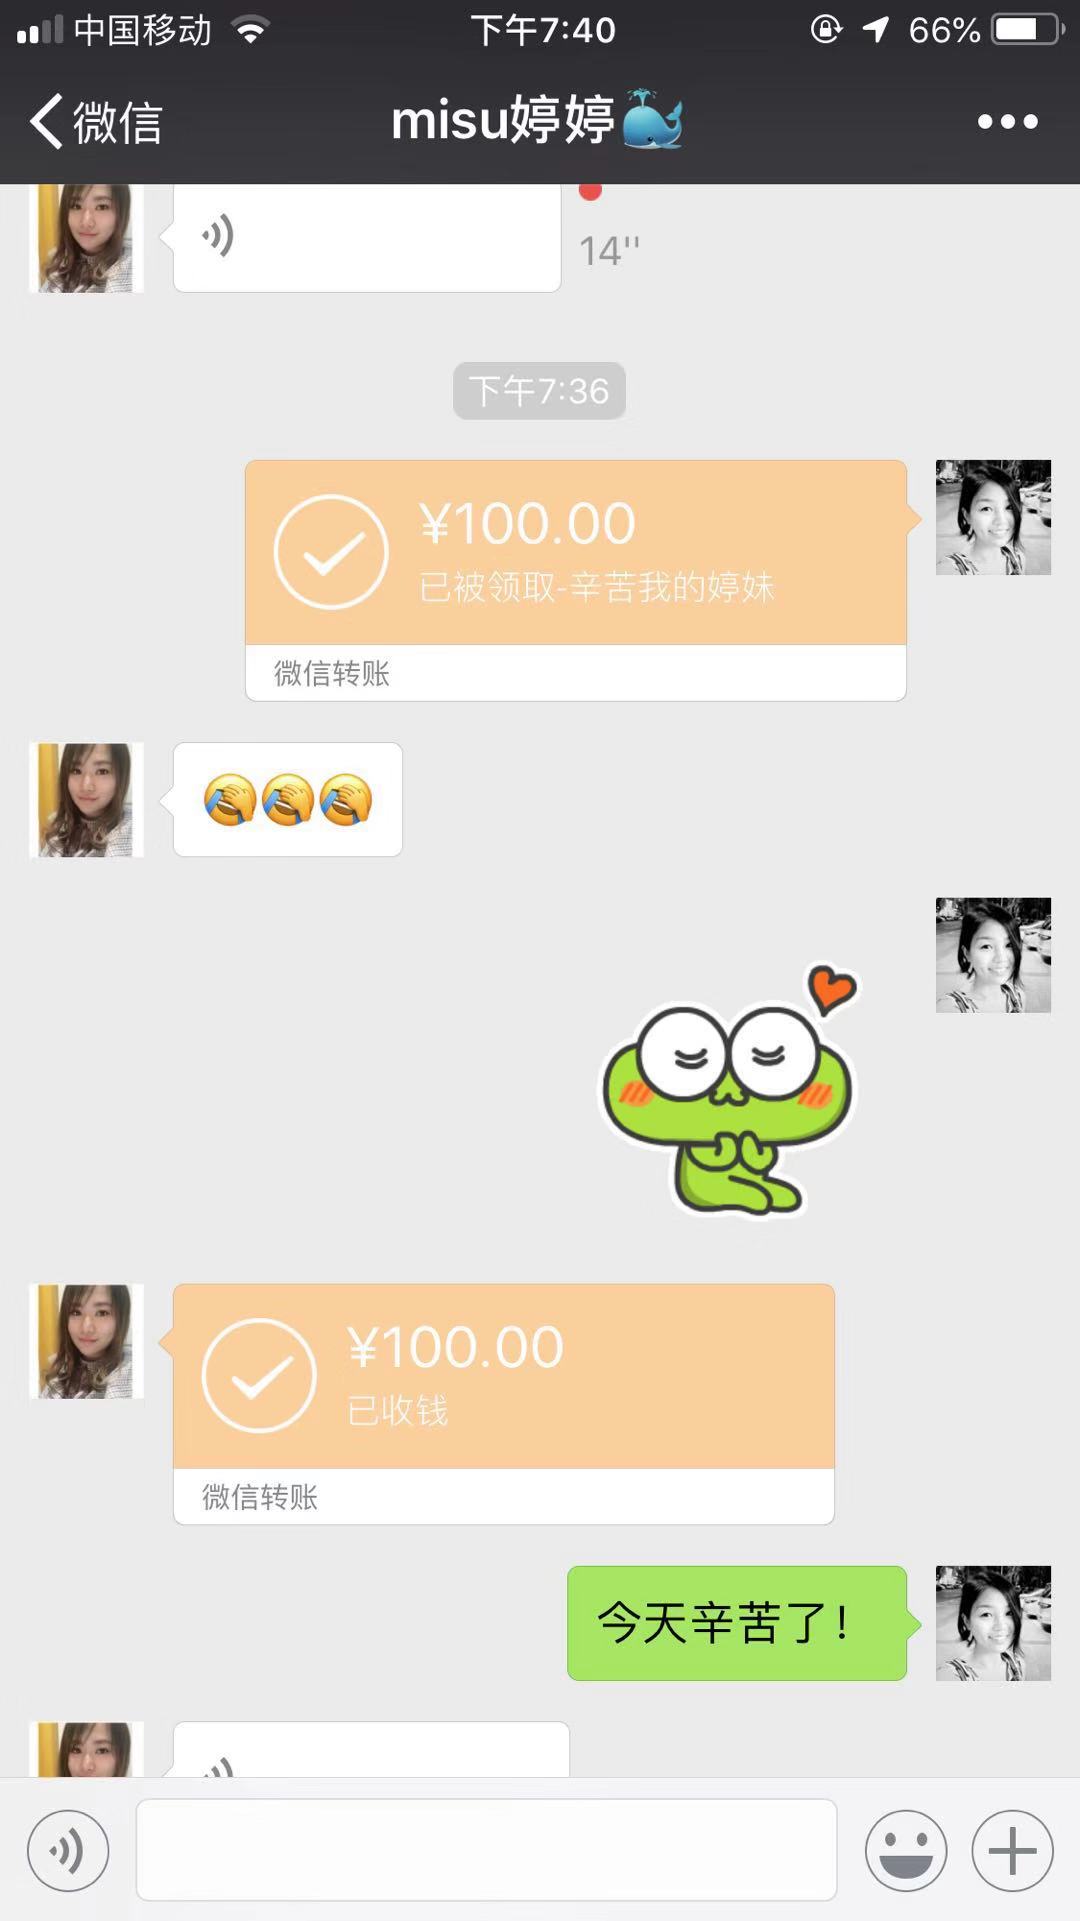 中国移动 下午7:40 66%
微信 misu婷婷🐳
14''
下午7:36
¥100.00
已被领取-辛苦我的婷妹
微信转账
🤦🤦🤦
¥100.00
已收钱
微信转账
今天辛苦了!